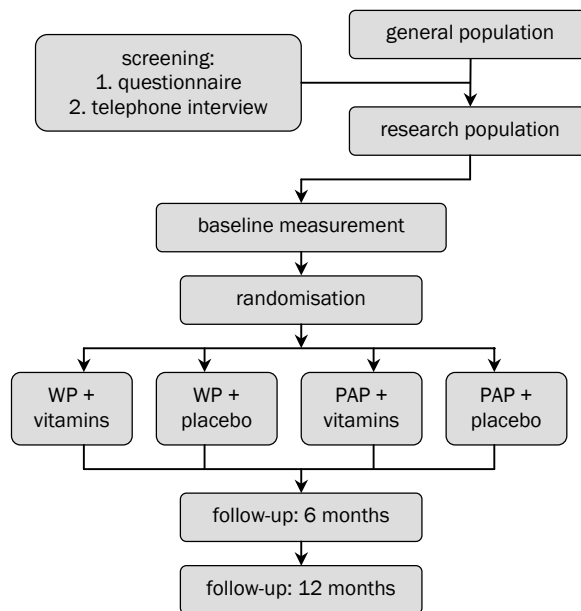 general population
screening:
1. questionnaire
2. telephone interview
research population
baseline measurement
randomisation
WP +
vitamins
WP +
placebo
PAP +
vitamins
PAP +
placebo
follow-up: 6 months
follow-up: 12 months